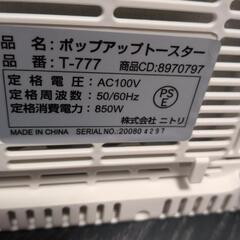 品名：ポップアップトースター
品番：T-777 商品CD:8970797
定格電圧：AC100V
定格周波数：50/60Hz
定格消費電力：850W
PS
E
株式会社 ニトリ
MADE IN CHINA SERIAL NO.:20080 4297